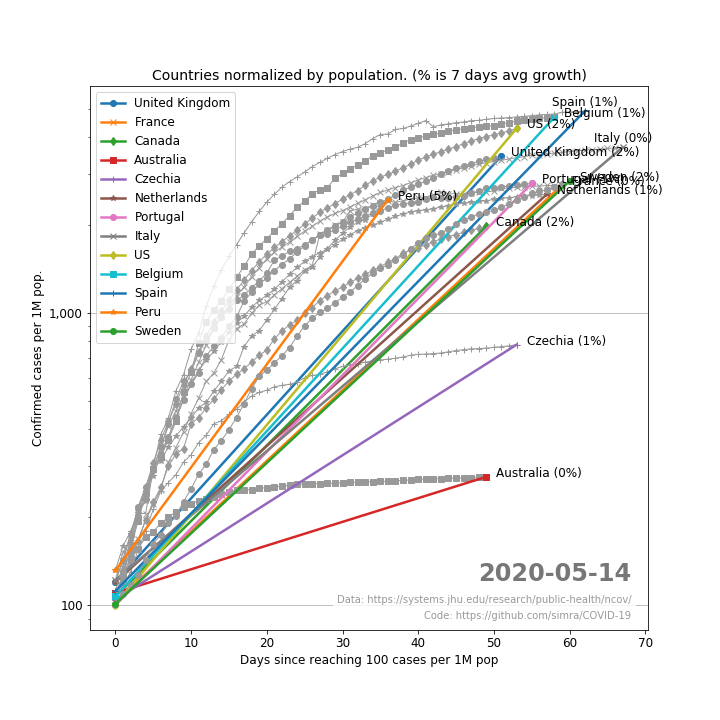 Countries normalized by population. (% is 7 days avg growth)
Confirmed cases per 1M pop.
1,000
100
United Kingdom
France
Canada
Australia
Czechia
Netherlands
Portugal
Italy
US
Belgium
Spain
Peru
Sweden
Spain (1%)
Belgium (1%)
US (2%)
Italy (0%)
United Kingdom (2%)
Sweden (2%)
Netherlands (1%)
Peru (5%)
Canada (2%)
Czechia (1%)
Australia (0%)
2020-05-14
Data: https://systems.jhu.edu/research/public-health/ncov/
Code: https://github.com/simra/COVID-19
0 10 20 30 40 50 60 70
Days since reaching 100 cases per 1M pop